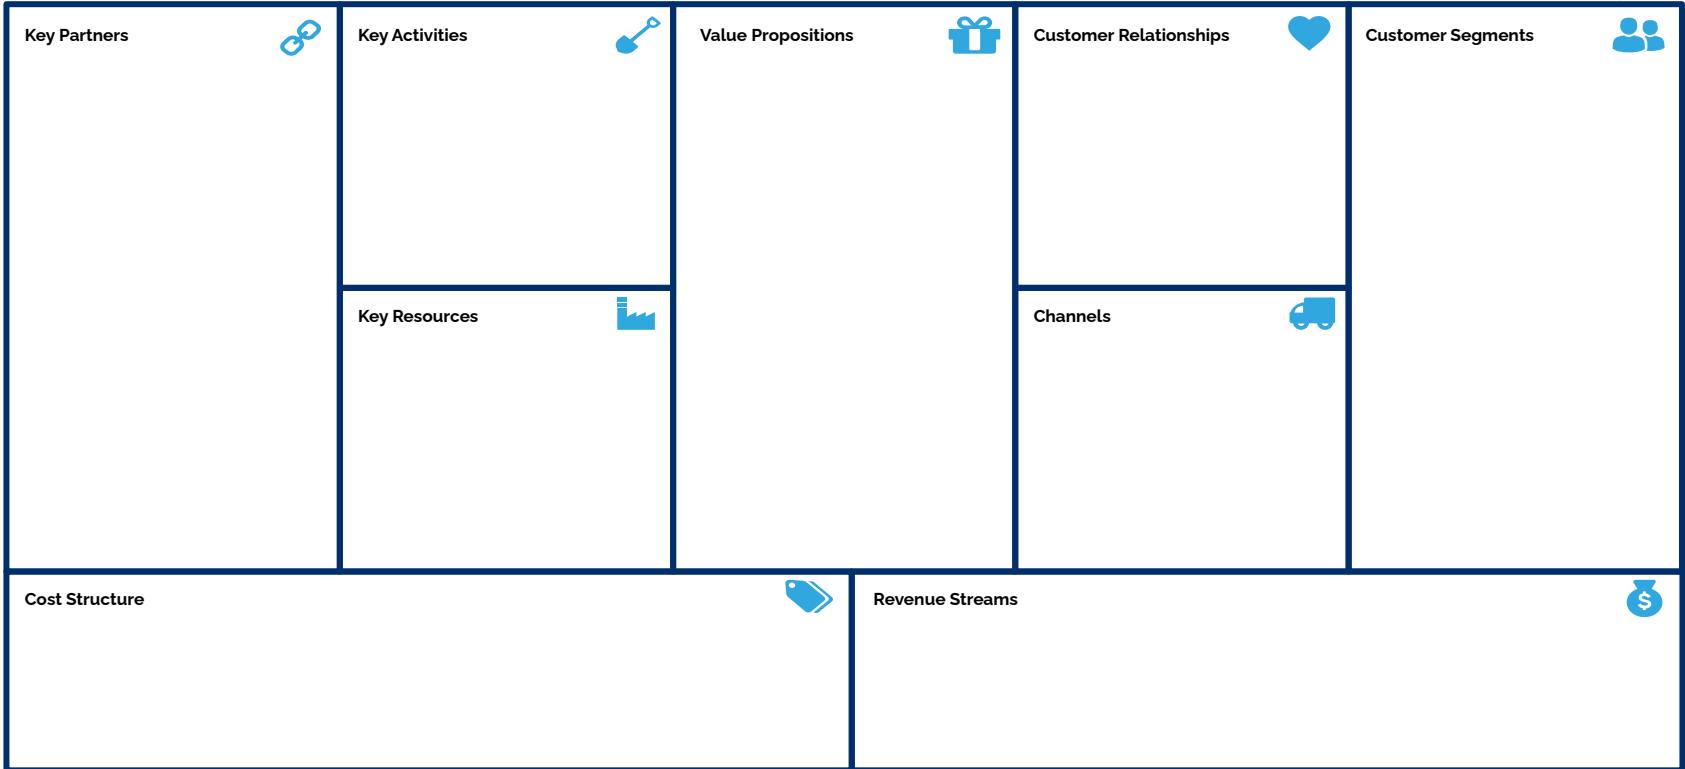 Key Partners
Key Activities
Value Propositions
Customer Relationships
Customer Segments
Key Resources
Channels
Cost Structure
Revenue Streams
$